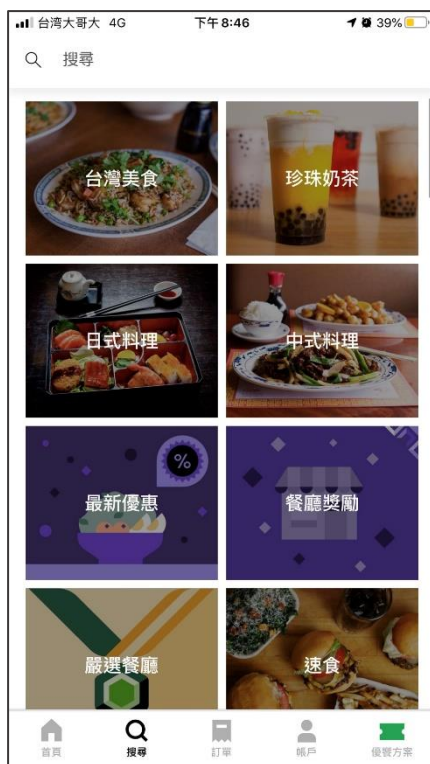 台灣大哥大 4G 下午8:46 39%
搜尋
台灣美食 珍珠奶茶
日式料理 中式料理
%
最新優惠 餐廳獎勵
嚴選餐廳 速食
首頁 搜尋 訂單 帳戶 優饗方案